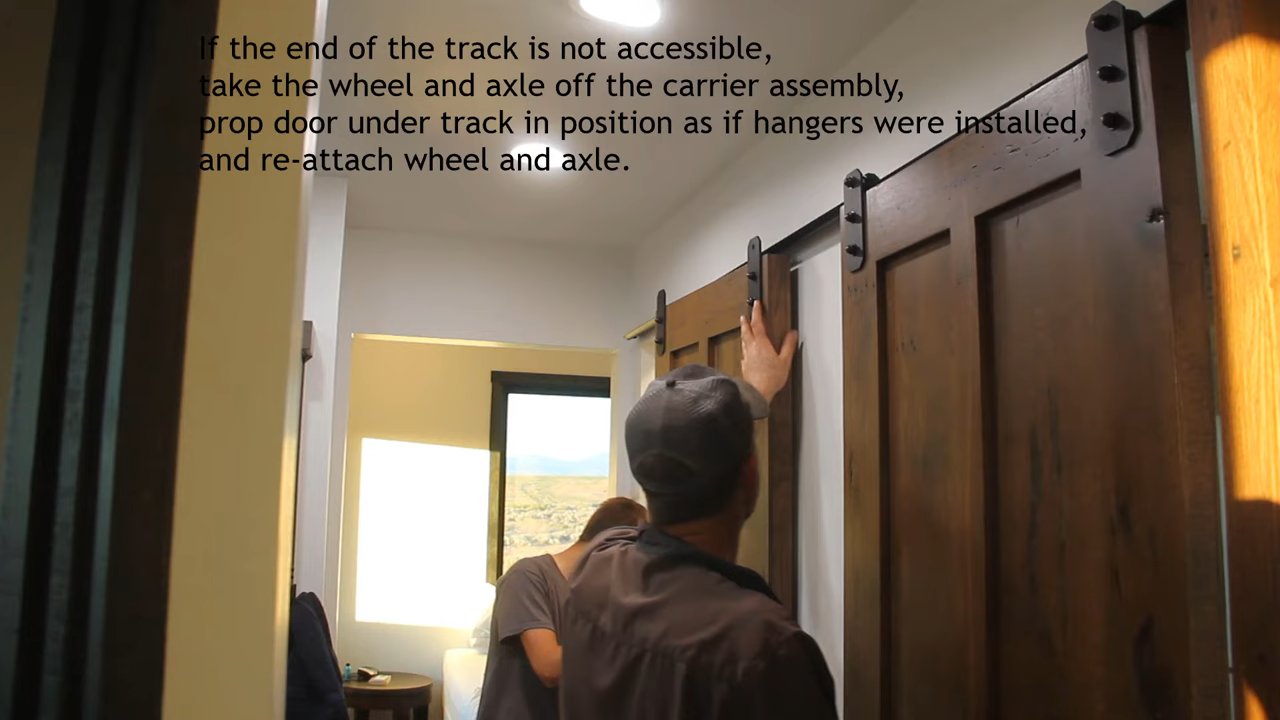 If the end of the track is not accessible,
take the wheel and axle off the carrier assembly,
prop door under track in position as if hangers were installed,
and re-attach wheel and axle.